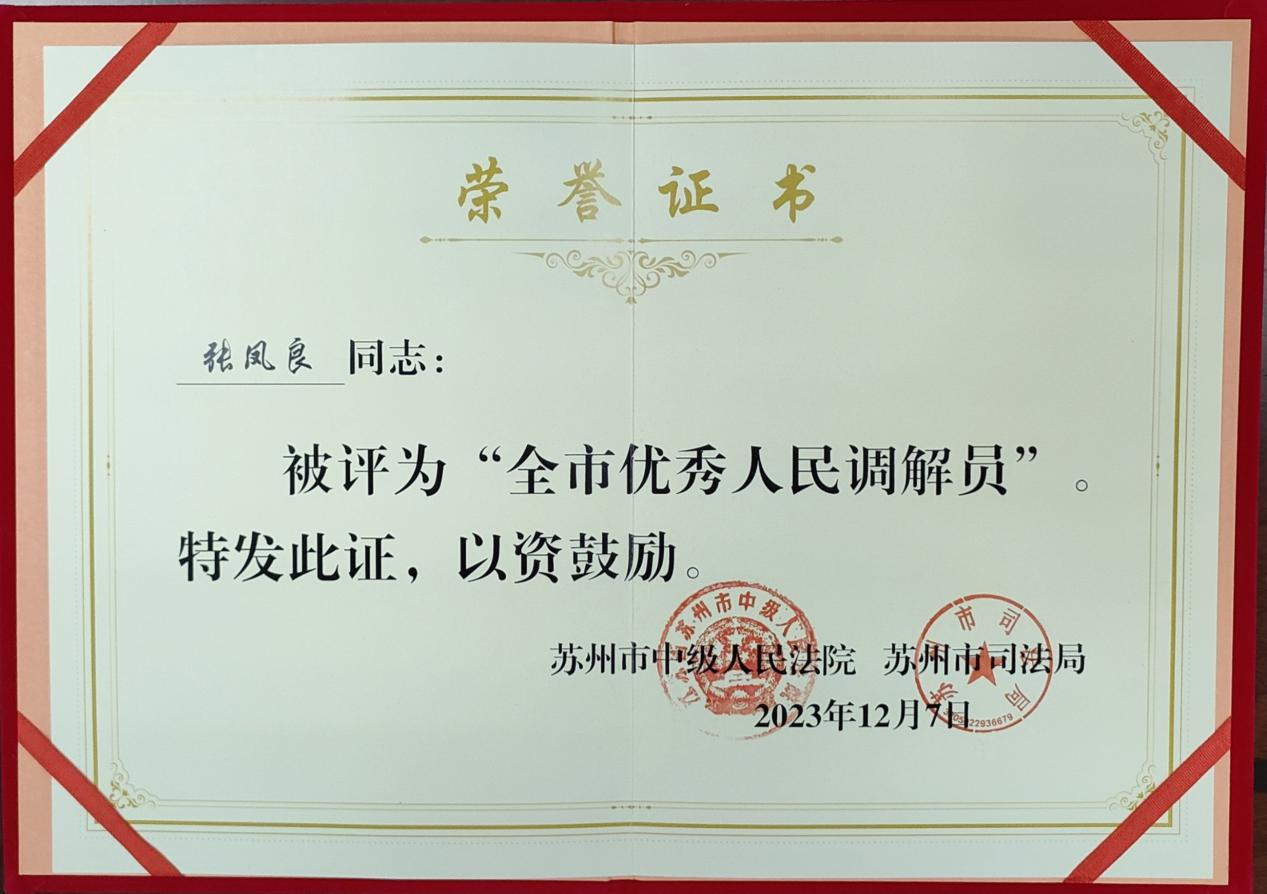 荣誉证书
张凤良 同志：
被评为“全市优秀人民调解员”。
特发此证，以资鼓励。
苏州市中级人民法院 苏州市司法局
2023年12月7日